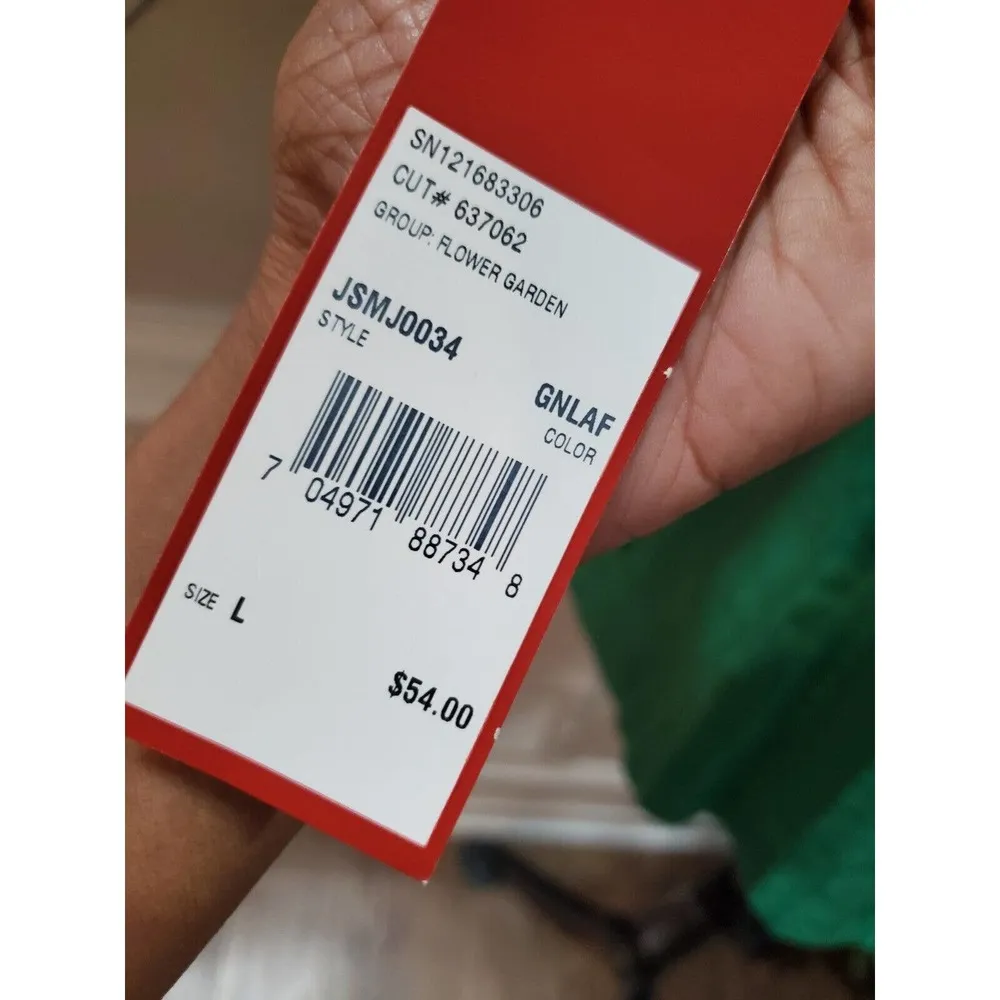 SN121683306
CUT# 637062
GROUP: FLOWER GARDEN
JSMJ0034
STYLE
GNLAF
COLOR
7 04971 88734 8
SIZE L
$54.00